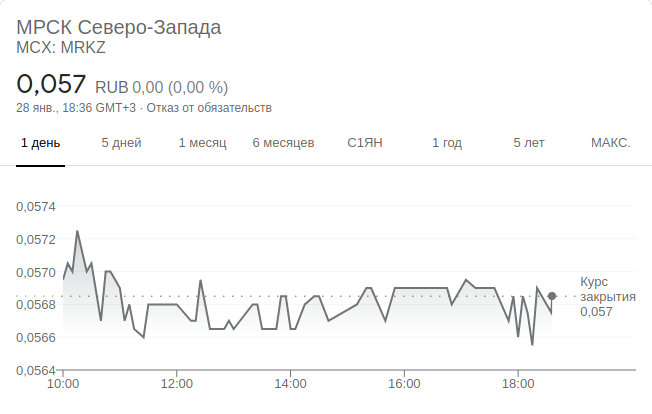 МРСК Северо-Запада
MCX: MRKZ
0,057 RUB 0,00 (0,00 %)
28 янв., 18:36 GMT+3 · Отказ от обязательств
1 день 5 дней 1 месяц 6 месяцев С1ЯН 1 год 5 лет МАКС.
0,0574
0,0572
0,0570
0,0568
0,0566
0,0564
Курс
закрытия
0,057
10:00 12:00 14:00 16:00 18:00